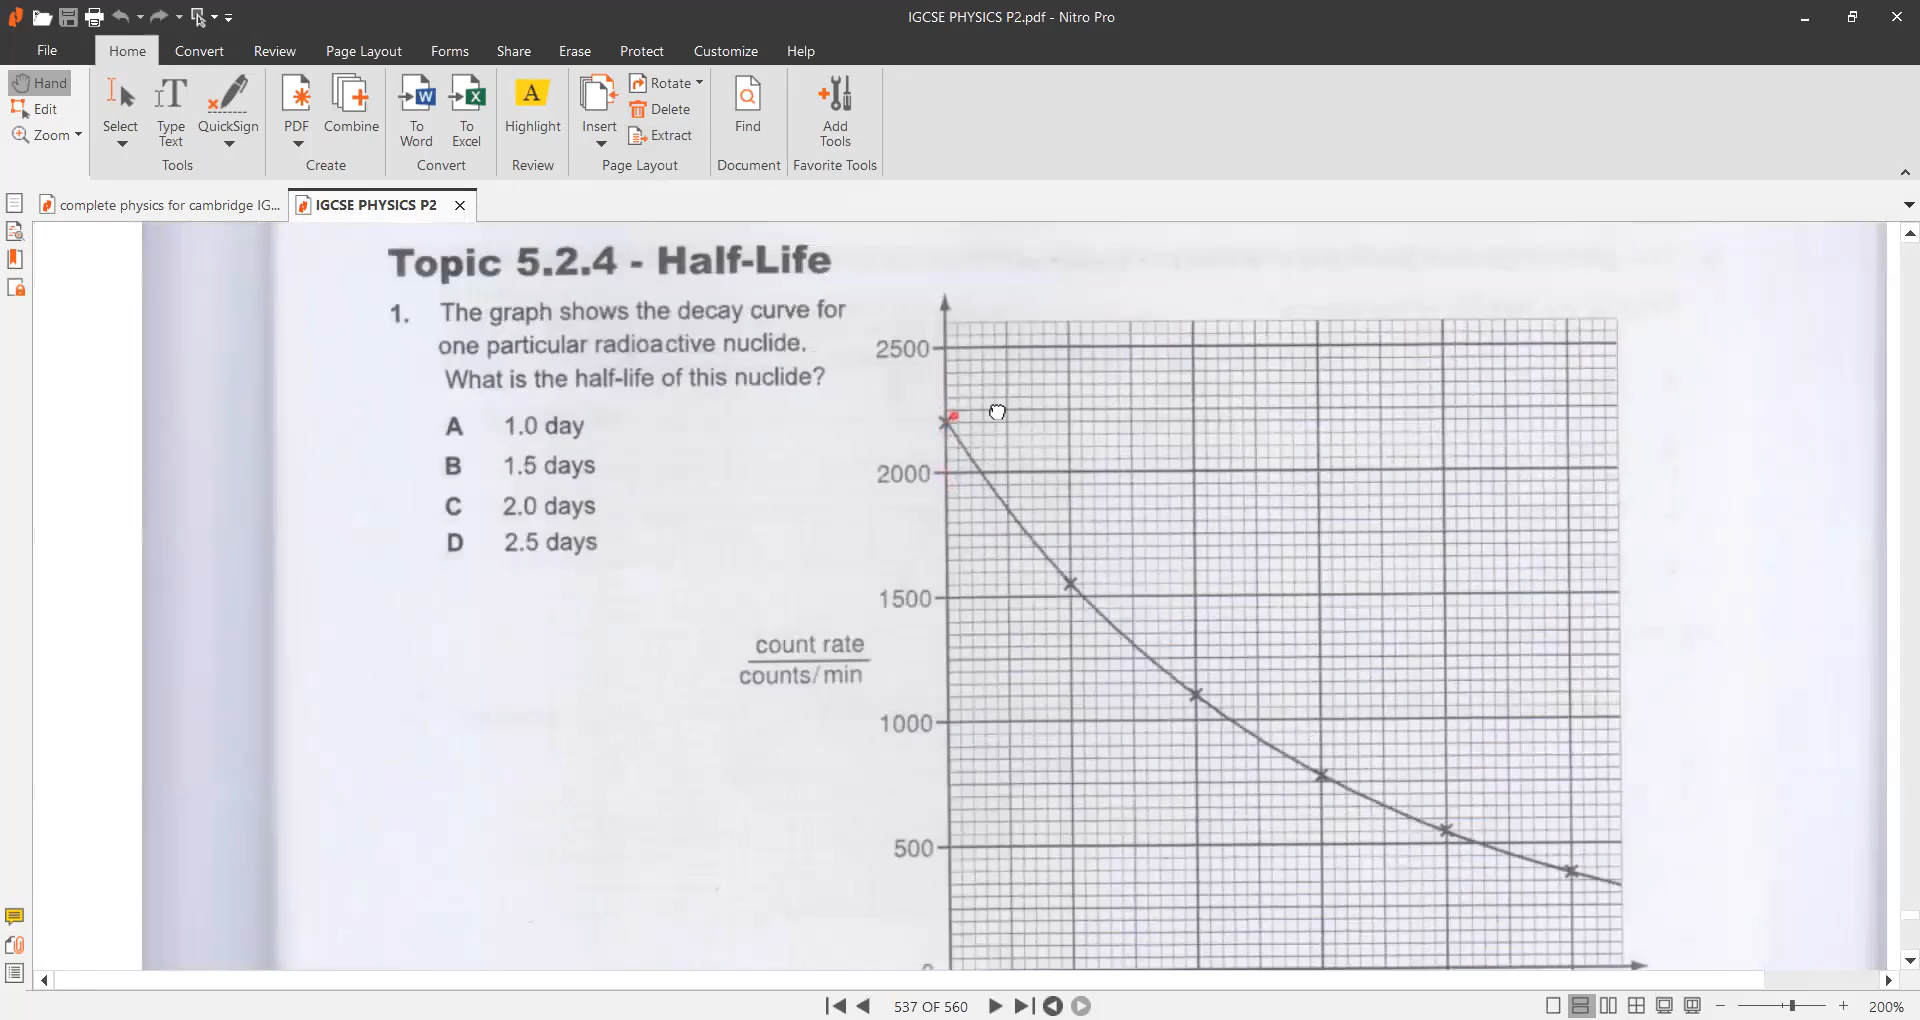 IGCSE PHYSICS P2.pdf - Nitro Pro
File Home Convert Review Page Layout Forms Share Erase Protect Customize Help
Hand
Edit
Zoom
Select
Type Text
QuickSign
Tools
PDF
Combine
Create
To Word
To Excel
Convert
A
Highlight
Review
Insert
Rotate
Delete
Extract
Page Layout
Find
Document
Add Tools
Favorite Tools
complete physics for cambridge IG...
IGCSE PHYSICS P2
Topic 5.2.4 - Half-Life
1. The graph shows the decay curve for
one particular radioactive nuclide.
What is the half-life of this nuclide?
A 1.0 day
B 1.5 days
C 2.0 days
D 2.5 days
2500
2000
1500
count rate
counts/min
1000
500
537 OF 560
200%